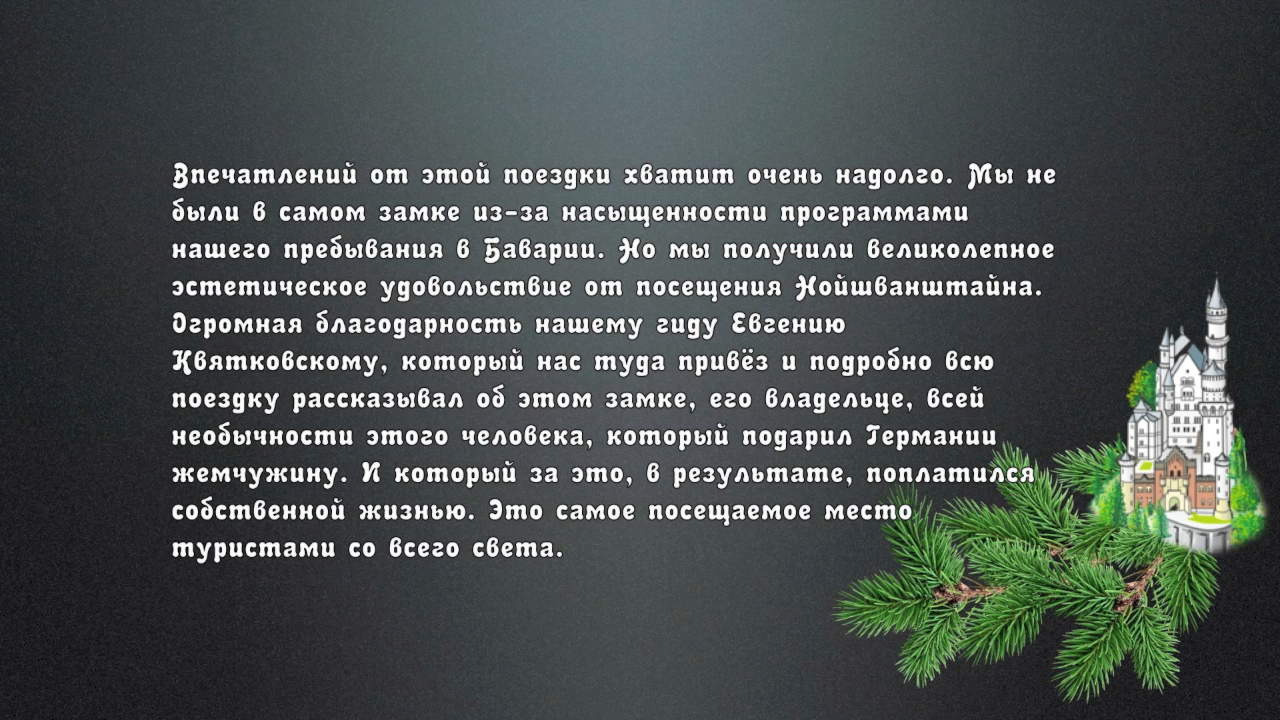 Впечатлений от этой поездки хватит очень надолго. Мы не
были в самом замке из-за насыщенности программами
нашего пребывания в Баварии. Но мы получили великолепное
эстетическое удовольствие от посещения Нойшванштайна.
Огромная благодарность нашему гиду Евгению
Квятковскому, который нас туда привёз и подробно всю
поездку рассказывал об этом замке, его владельце, всей
необычности этого человека, который подарил Германии
жемчужину. И который за это, в результате, поплатился
собственной жизнью. Это самое посещаемое место
туристами со всего света.